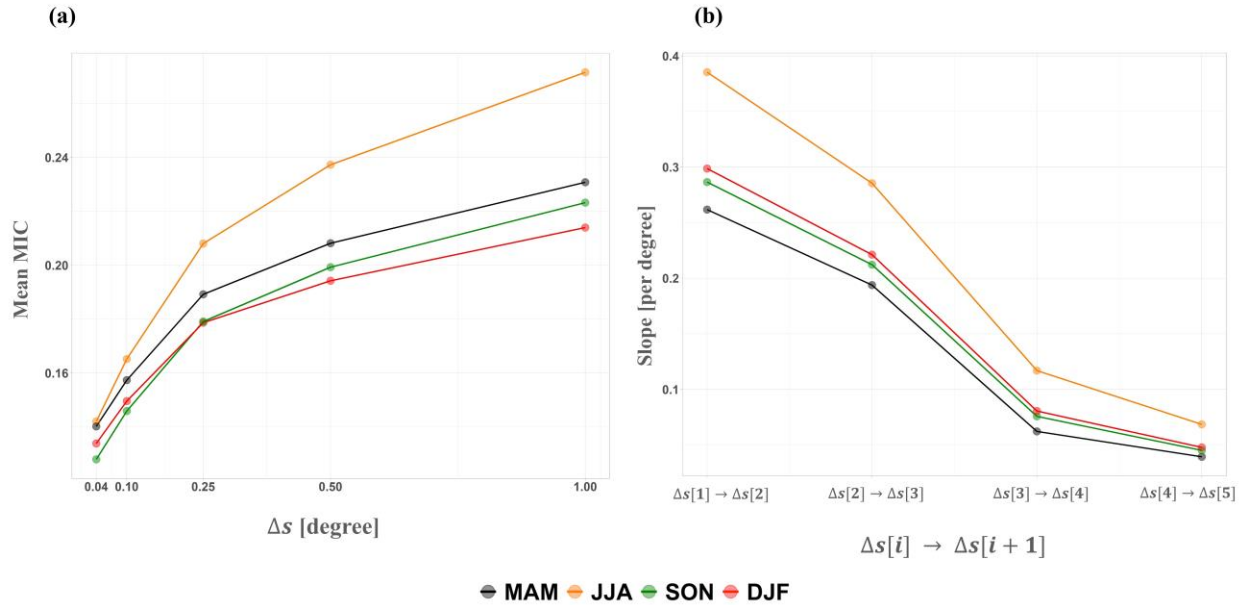 (a)
(b)
Mean MIC
0.24
0.20
0.16
0.04 0.10 0.25 0.50 1.00
Δs [degree]
Slope [per degree]
0.4
0.3
0.2
0.1
Δs[1] → Δs[2] Δs[2] → Δs[3] Δs[3] → Δs[4] Δs[4] → Δs[5]
Δs[i] → Δs[i + 1]
MAM JJA SON DJF